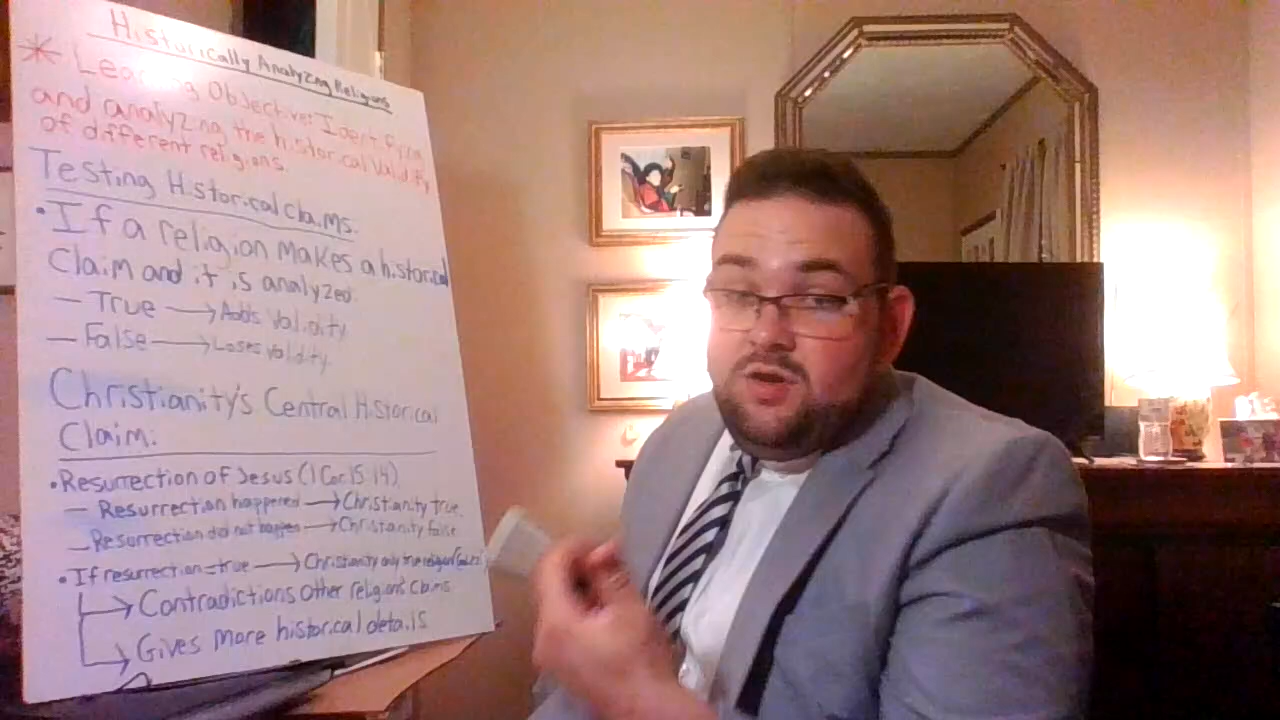 Historically Analyzing Religions
* Learning Objective: Identifying
and analyzing the historical validity
of different religions.
Testing Historical Claims:
• If a religion makes a historical
Claim and it is analyzed
- True → Adds Validity
- False → Loses validity
Christianity's Central Historical
Claim:
• Resurrection of Jesus (1 Cor 15:14)
- Resurrection happened → Christianity true
- Resurrection did not happen → Christianity false
• If resurrection = true → Christianity only true religion
→ Contradictions other religions claims
→ Gives more historical details